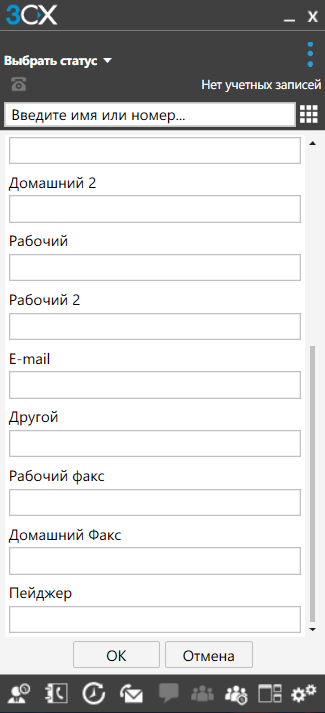 3CX
Выбрать статус
Нет учетных записей
Введите имя или номер...
Домашний 2
Рабочий
Рабочий 2
E-mail
Другой
Рабочий факс
Домашний Факс
Пейджер
OK
Отмена